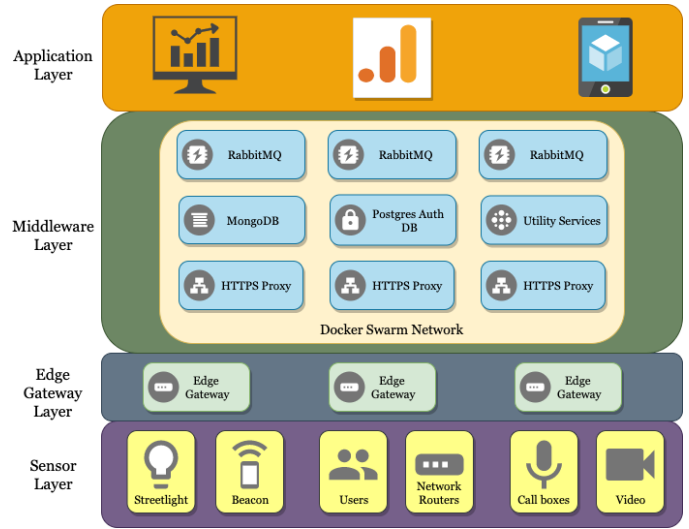 Application
Layer
RabbitMQ
RabbitMQ
RabbitMQ
MongoDB
Postgres Auth
DB
Utility Services
Middleware
Layer
HTTPS Proxy
HTTPS Proxy
HTTPS Proxy
Docker Swarm Network
Edge
Gateway
Layer
Edge
Gateway
Edge
Gateway
Edge
Gateway
Sensor
Layer
Streetlight
Beacon
Users
Network
Routers
Call boxes
Video